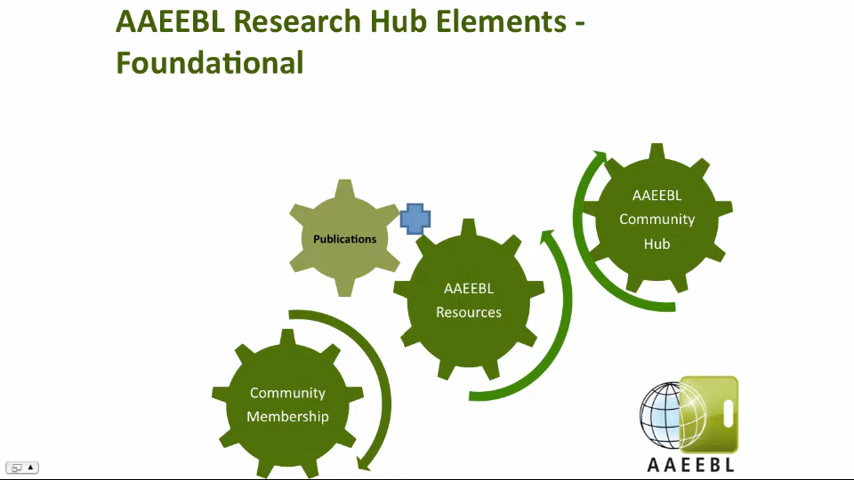 AAEEBL Research Hub Elements -
Foundational
AAEEBL
Community
Hub
Publications
AAEEBL
Resources
Community
Membership
AAEEBL